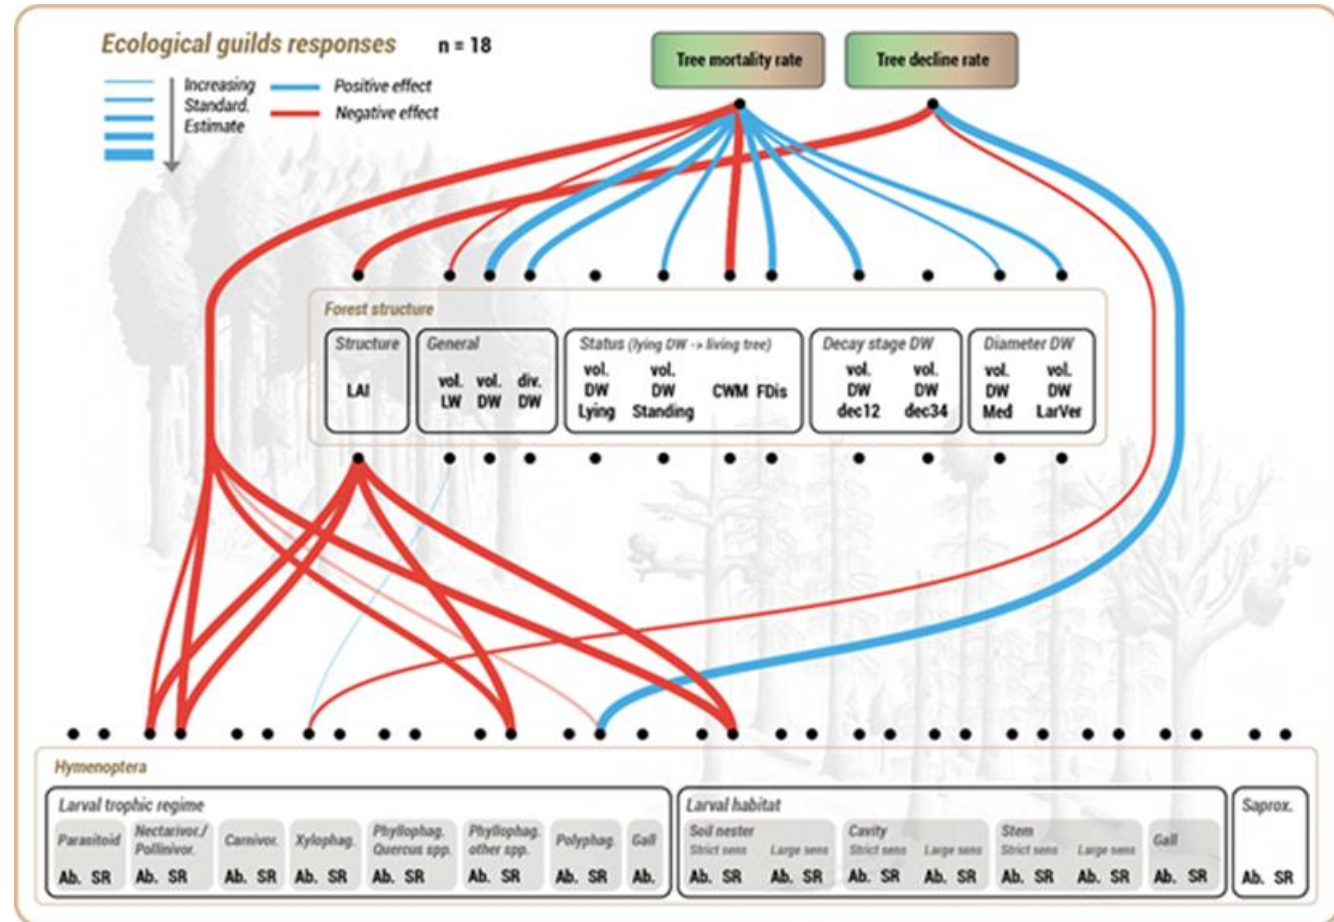 Ecological guilds responses n = 18
Increasing
Standard.
Estimate
Positive effect
Negative effect
Tree mortality rate
Tree decline rate
Forest structure
Structure
LAI
General
vol. vol. div.
LW DW DW
Status (lying DW -> living tree)
vol. vol.
DW DW CWM FDis
Lying Standing
Decay stage DW
vol. vol.
DW DW
dec12 dec34
Diameter DW
vol. vol.
DW DW
Med LarVer
Hymenoptera
Larval trophic regime
Parasitoid
Ab. SR
Nectarivor./
Pollinivor.
Ab. SR
Carnivor.
Ab. SR
Xylophag.
Ab. SR
Phyllophag.
Quercus spp.
Ab. SR
Phyllophag.
other spp.
Ab. SR
Polyphag.
Ab. SR
Gall
Ab.
Larval habitat
Soil nester
Strict sens Large sens
Ab. SR Ab. SR
Cavity
Strict sens Large sens
Ab. SR Ab. SR
Stem
Strict sens Large sens
Ab. SR Ab. SR
Gall
Ab. SR
Saprox.
Ab. SR